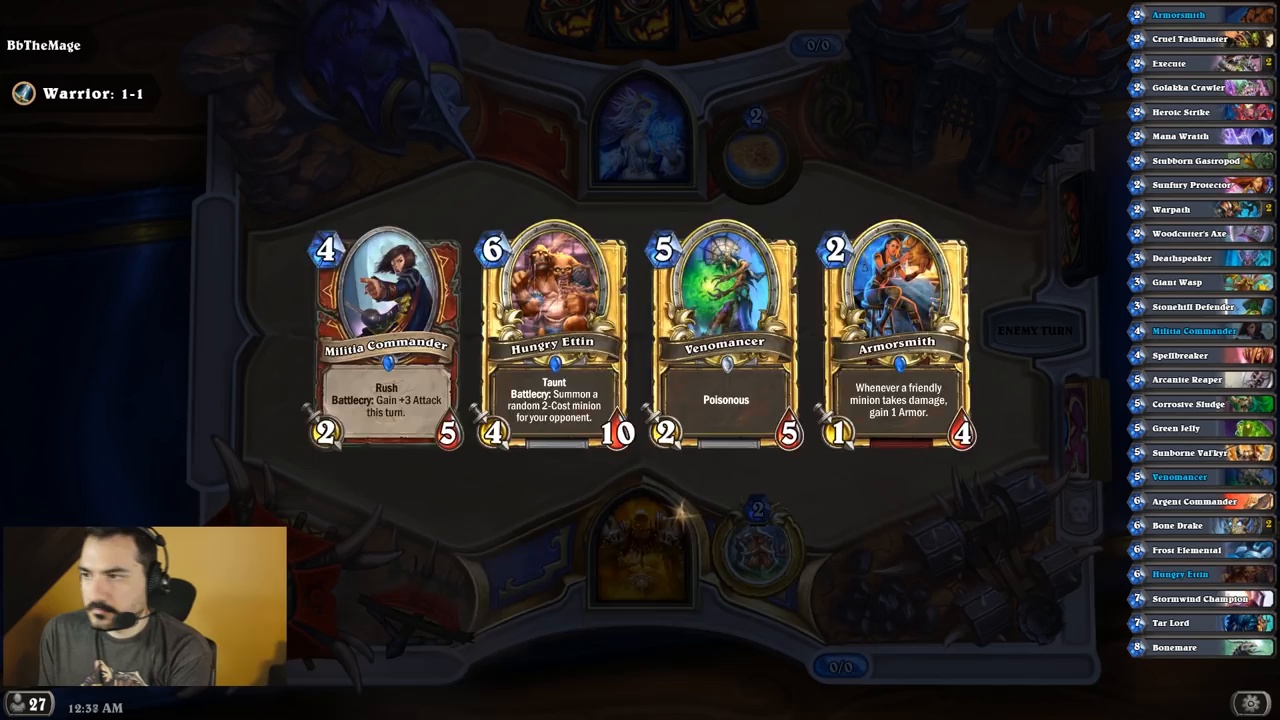 BbTheMage
Warrior: 1-1
0/0
2
4
Militia Commander
Rush
Battlecry: Gain +3 Attack
this turn.
2
5
6
Hungry Ettin
Taunt
Battlecry: Summon a
random 2-Cost minion
for your opponent.
4
10
5
Venomancer
Poisonous
2
5
2
Armorsmith
Whenever a friendly
minion takes damage,
gain 1 Armor.
1
4
ENEMY TURN
2
0/0
27
12:38 AM
2 Armorsmith
2 Cruel Taskmaster
2 Execute 2
2 Golakka Crawler
2 Heroic Strike
2 Mana Wraith
2 Stubborn Gastropod
2 Sunfury Protector
2 Warpath 2
2 Woodcutter's Axe
3 Deathspeaker
3 Giant Wasp
3 Stonehill Defender
4 Militia Commander
4 Spellbreaker
5 Arcanite Reaper
5 Corrosive Sludge
5 Green Jelly
5 Sunborne Val'kyr
5 Venomancer
6 Argent Commander
6 Bone Drake 2
6 Frost Elemental
6 Hungry Ettin
7 Stormwind Champion
7 Tar Lord
8 Bonemare